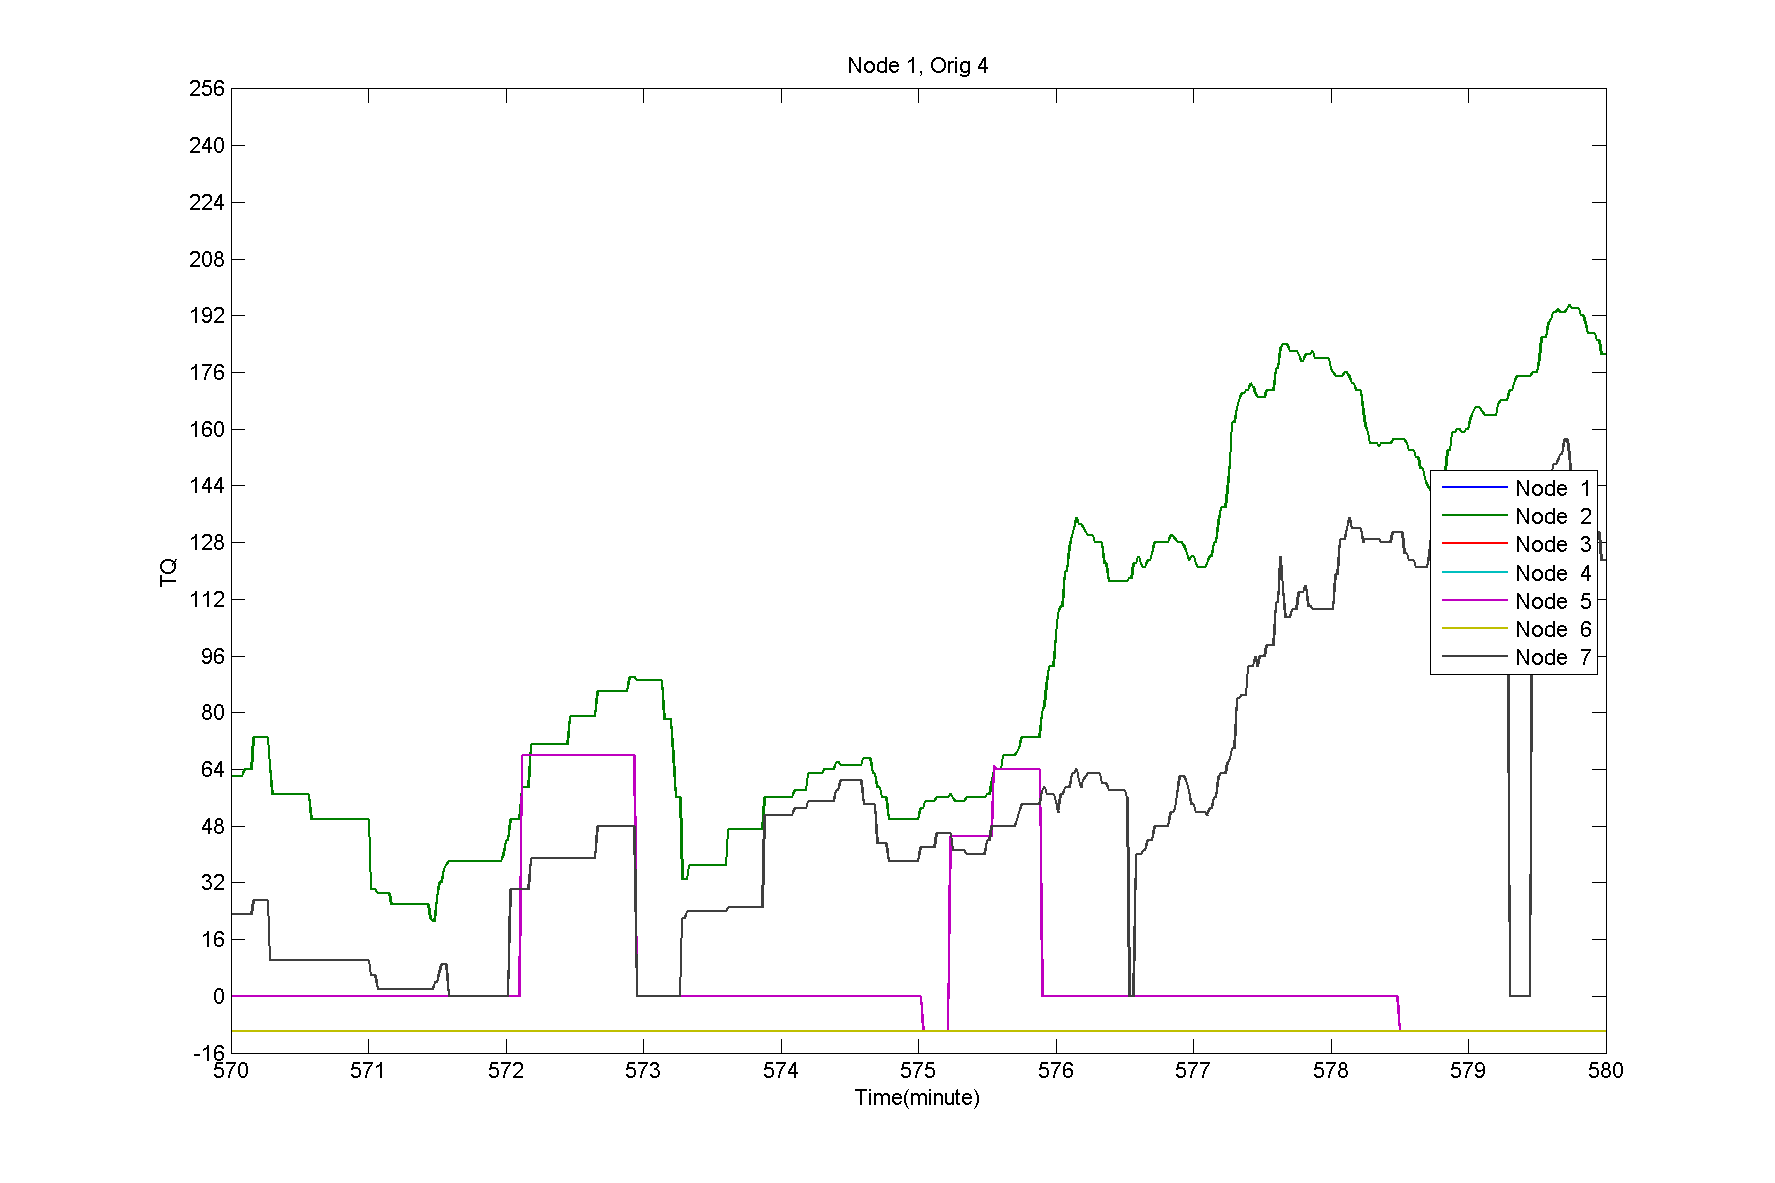 Node 1, Orig 4
256
240
224
208
192
176
160
144
128
112
96
80
64
48
32
16
0
-16
TQ
Node 1
Node 2
Node 3
Node 4
Node 5
Node 6
Node 7
570 571 572 573 574 575 576 577 578 579 580
Time(minute)